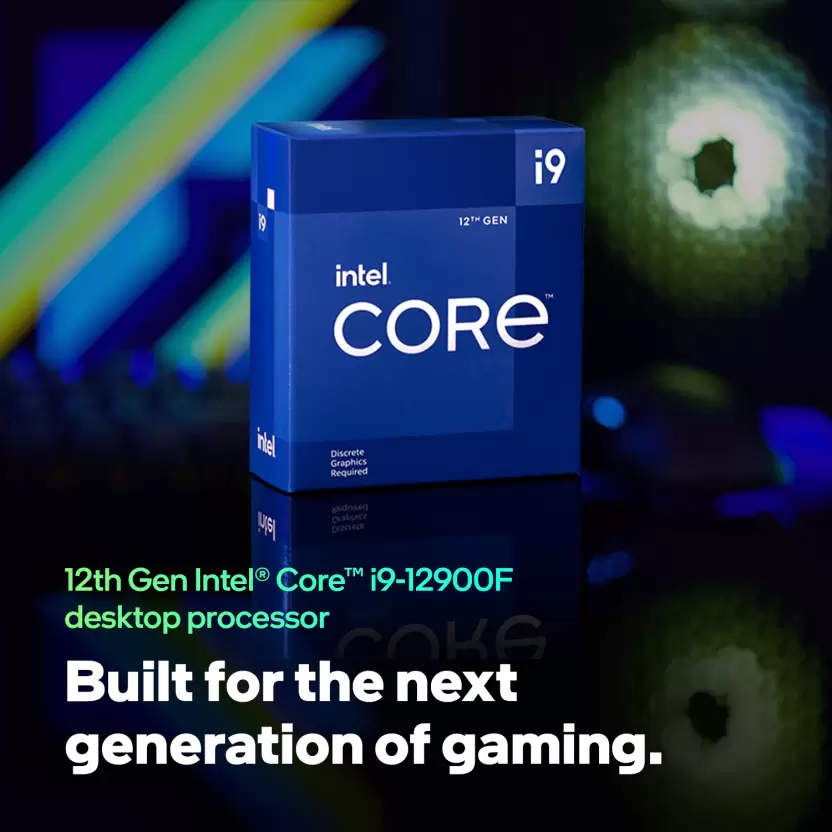 i9
i9
12TH GEN
intel.
CORE™
intel
Discrete
Graphics
Required
12th Gen Intel® Core™ i9-12900F
desktop processor
Built for the next
generation of gaming.